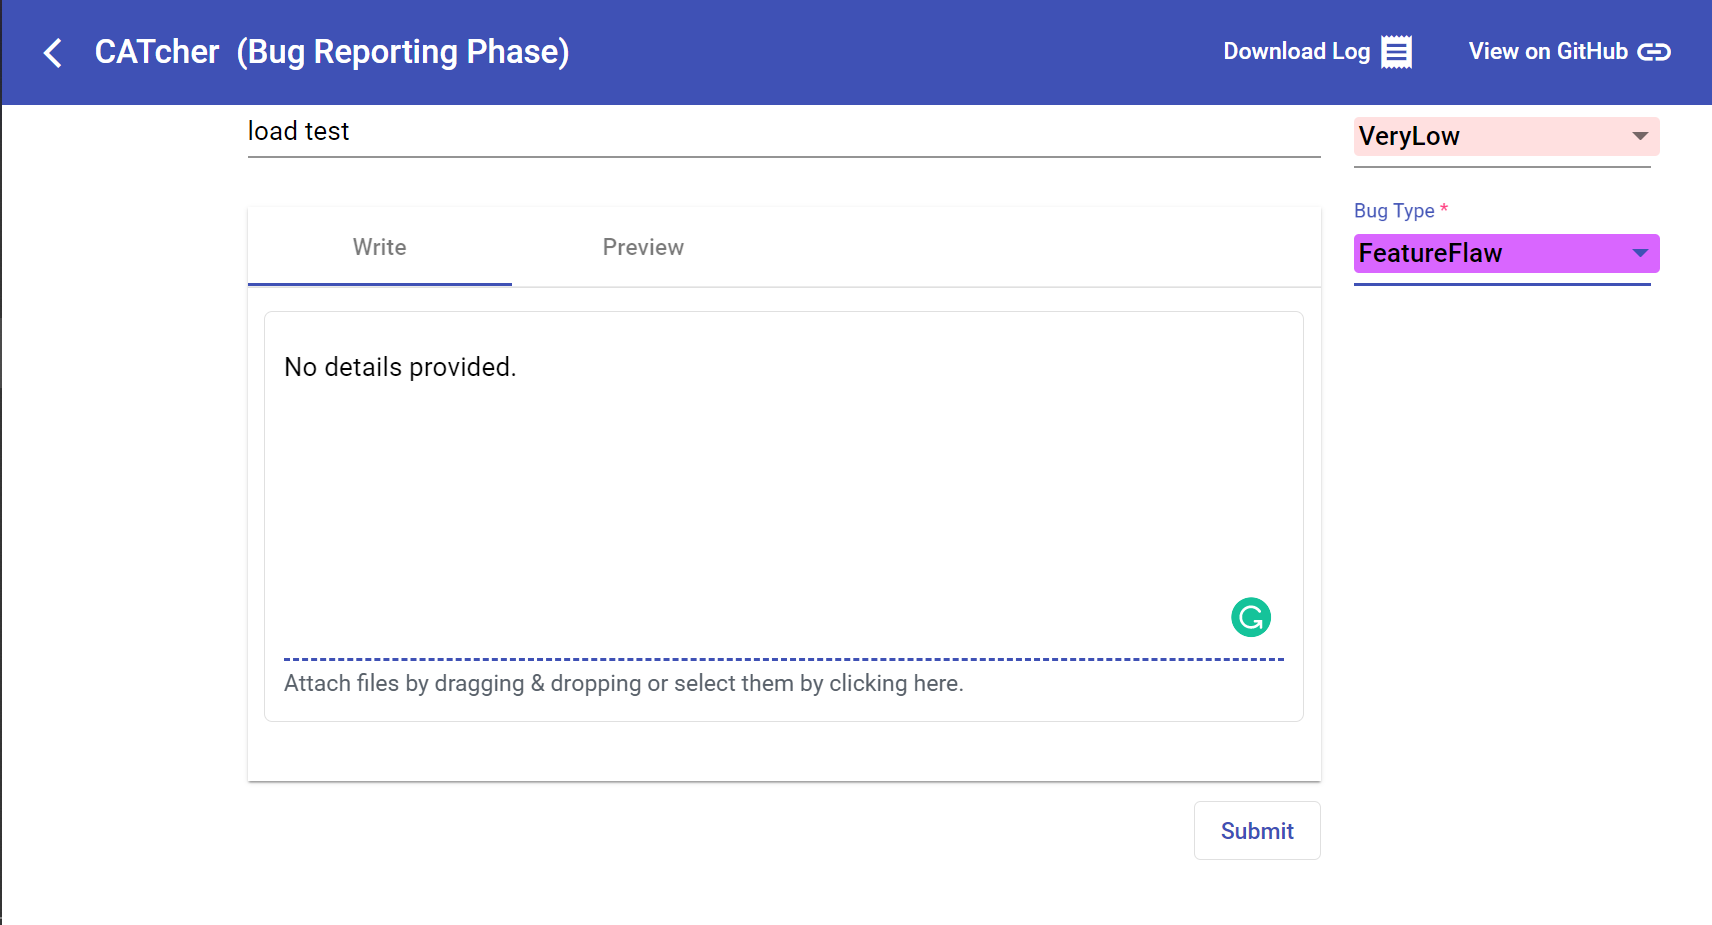 CATcher (Bug Reporting Phase)
Download Log
View on GitHub
load test
VeryLow
Bug Type *
FeatureFlaw
Write
Preview
No details provided.
Attach files by dragging & dropping or select them by clicking here.
Submit